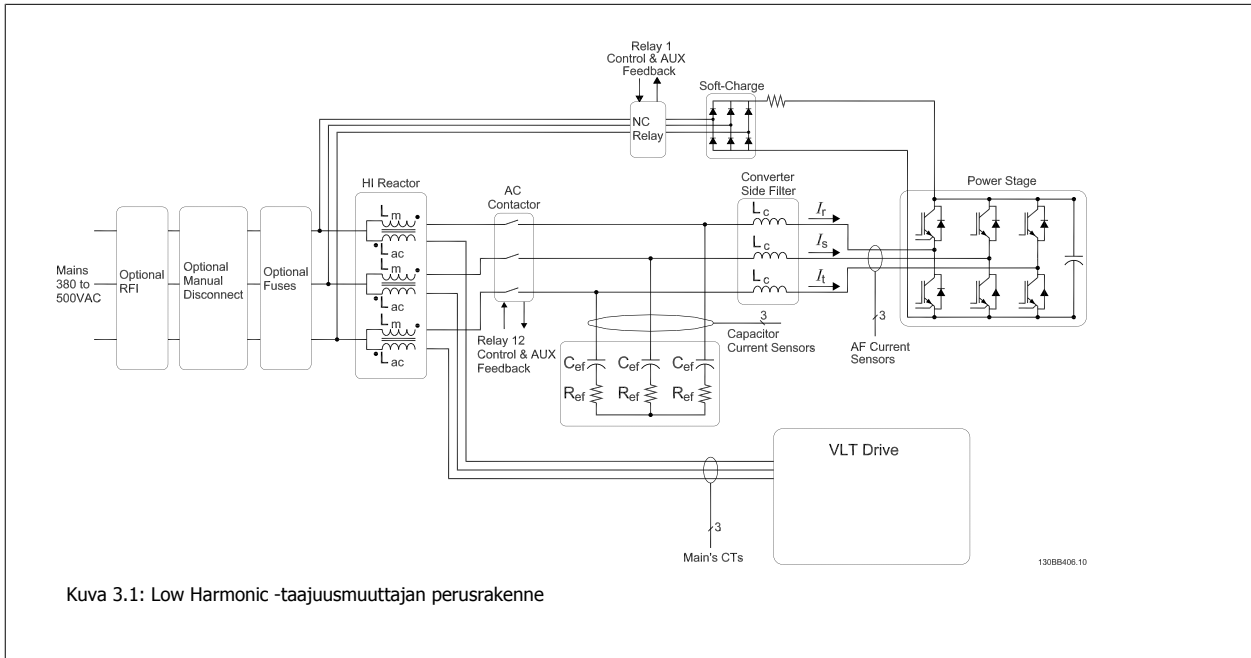 Relay 1
Control & AUX
Feedback
Soft-Charge
NC
Relay
HI Reactor
AC
Contactor
Converter
Side Filter
Power Stage
Lm
Lac
Lm
Lac
Lm
Lac
Lc
Lc
Lc
Ir
Is
It
Mains
380 to
500VAC
Optional
RFI
Optional
Manual
Disconnect
Optional
Fuses
Relay 12
Control & AUX
Feedback
3
Capacitor
Current Sensors
3
AF Current
Sensors
Cef
Cef
Cef
Ref
Ref
Ref
VLT Drive
3
Main's CTs
130BB406.10
Kuva 3.1: Low Harmonic -taajuusmuuttajan perusrakenne